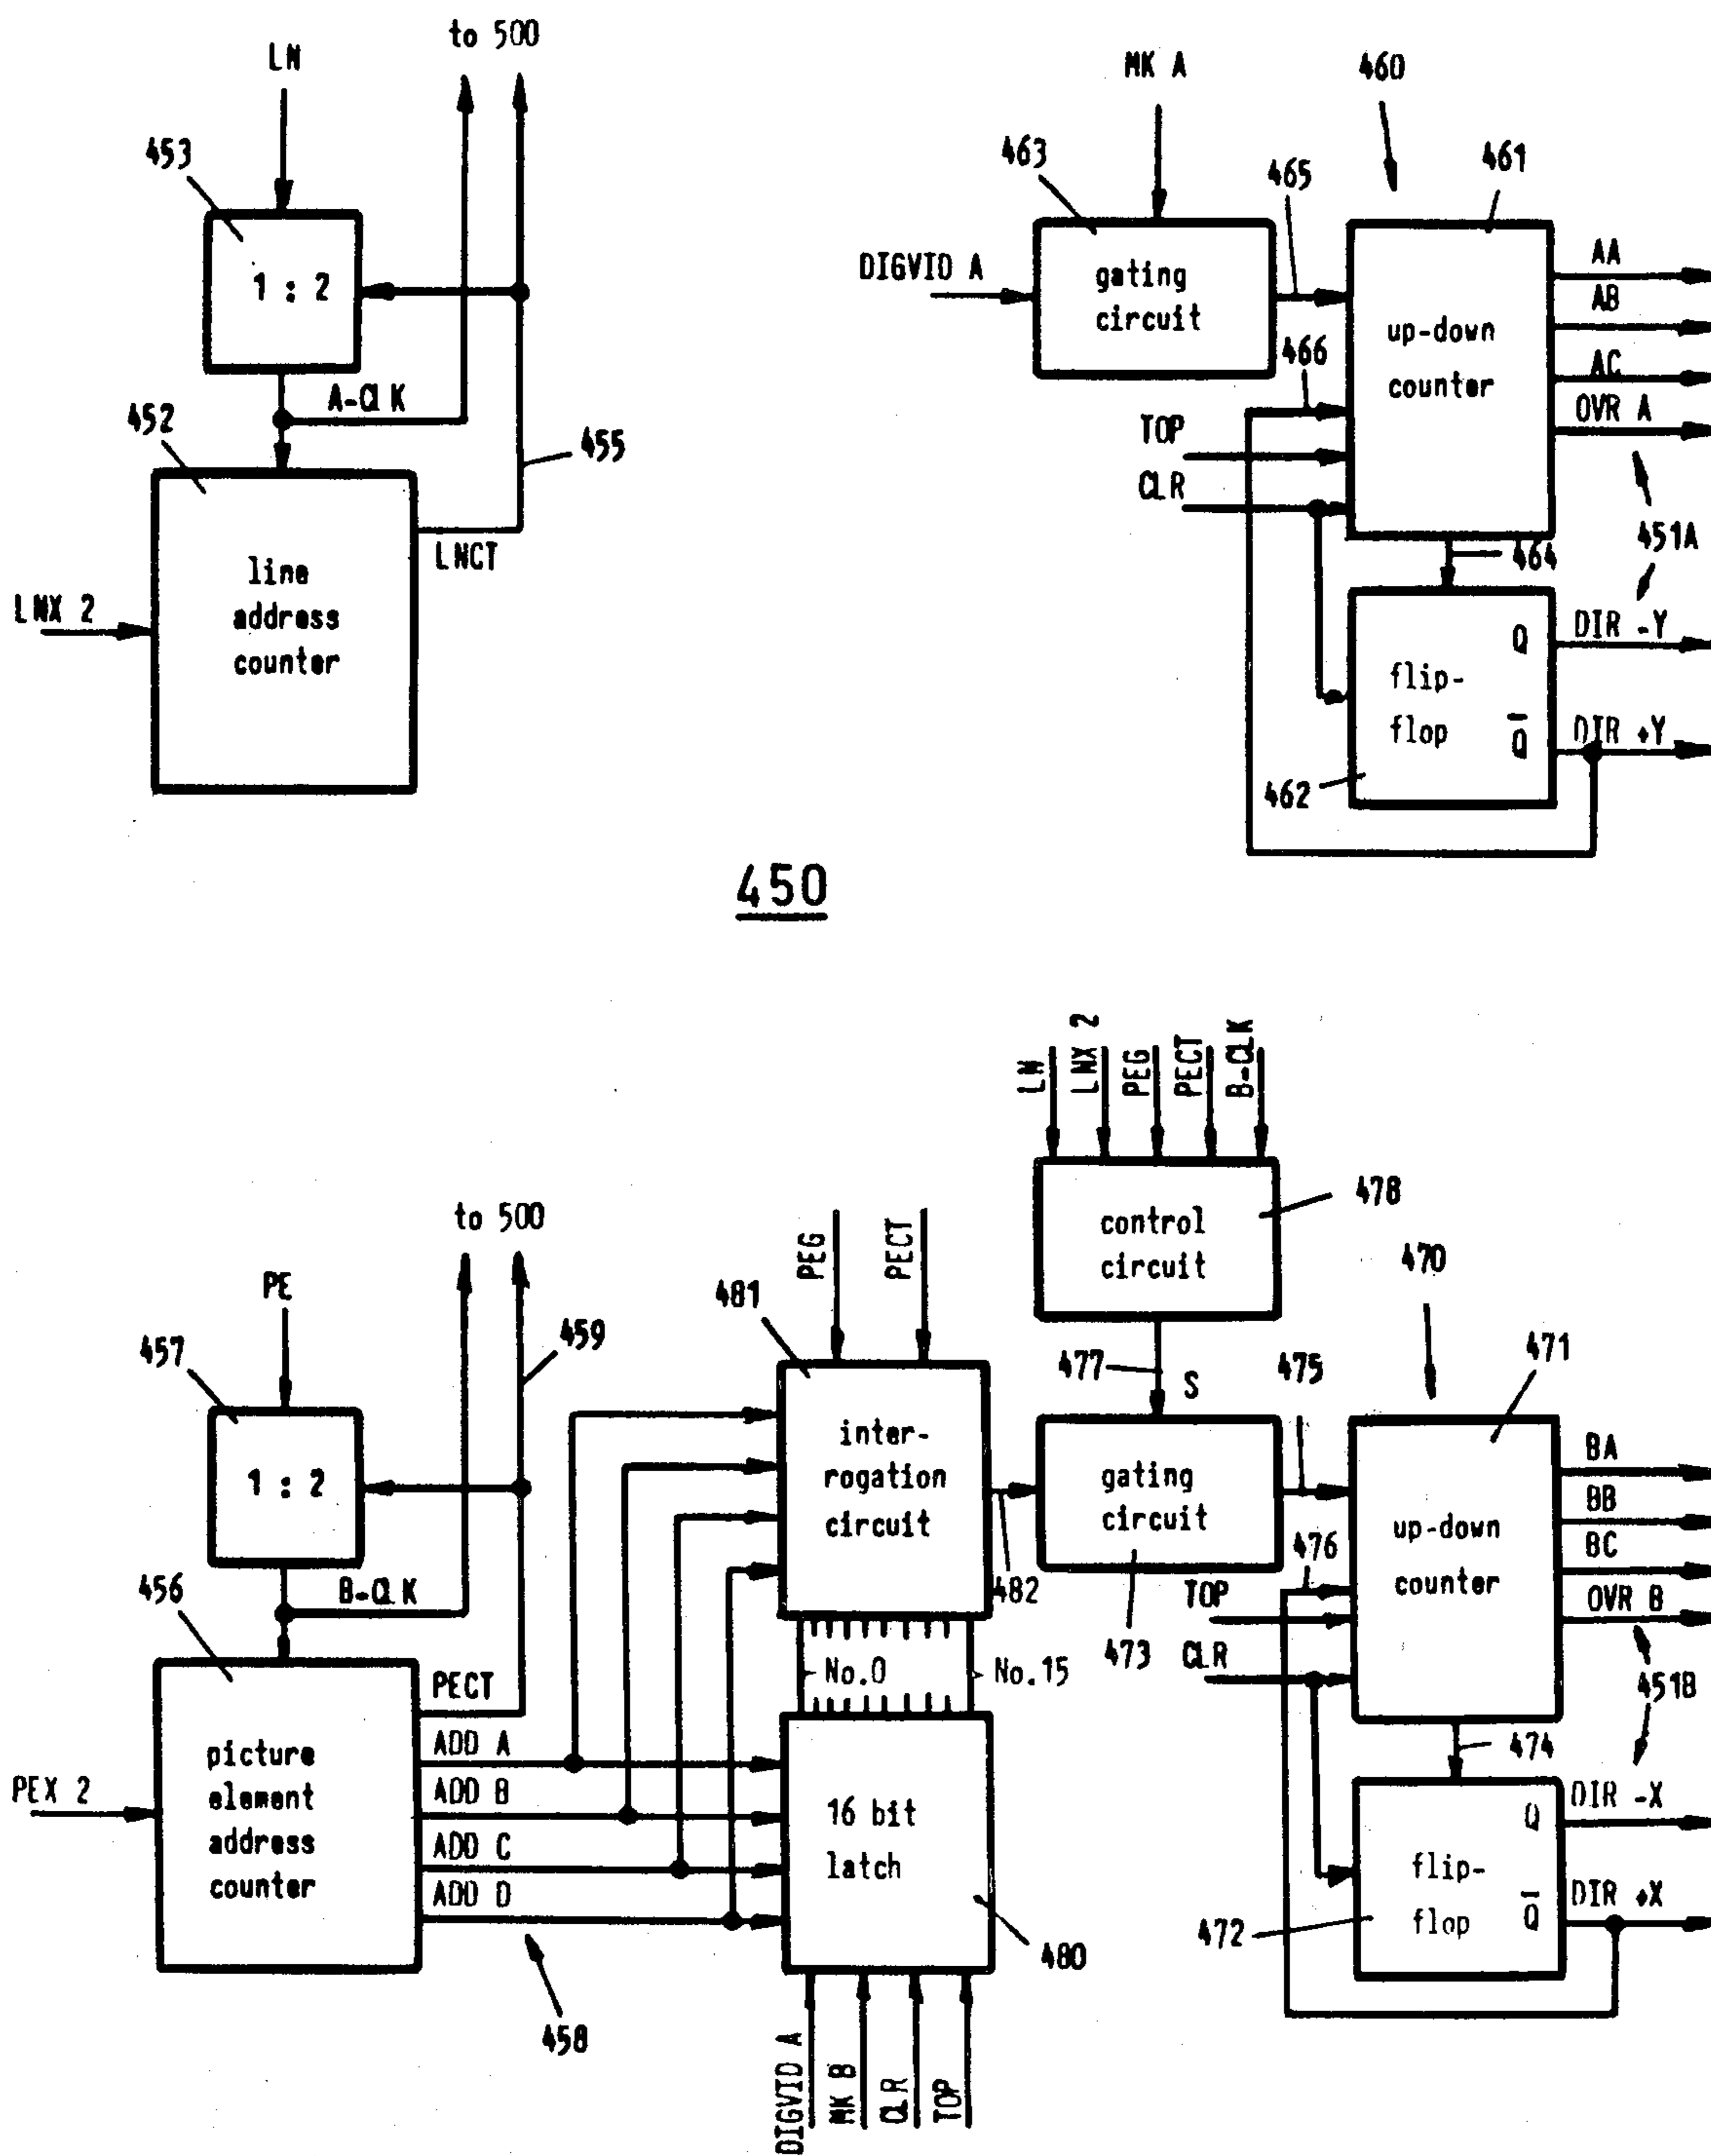 LN
to 500
453
1 : 2
A-CLK
452
455
LNCT
line
address
counter
LNX 2
MK A
460
463
465
461
DIGVID A
gating
circuit
AA
AB
AC
OVR A
up-down
counter
466
TOP
CLR
464
451A
Q
DIR -Y
flip-
flop
Q̅
DIR +Y
462
450
LN
LNX 2
PEG
PECT
B-CLK
control
circuit
478
to 500
PE
PEG
PECT
481
470
457
459
477
S
475
471
1 : 2
inter-
rogation
circuit
gating
circuit
BA
BB
BC
OVR B
up-down
counter
476
482
456
B-CLK
TOP
473
CLR
No.0
No.15
451B
PECT
474
ADD A
ADD B
ADD C
ADD D
picture
element
address
counter
PEX 2
16 bit
latch
Q
DIR -X
flip-
flop
Q̅
DIR +X
472
480
458
DIGVID A
MK B
CLR
TOP